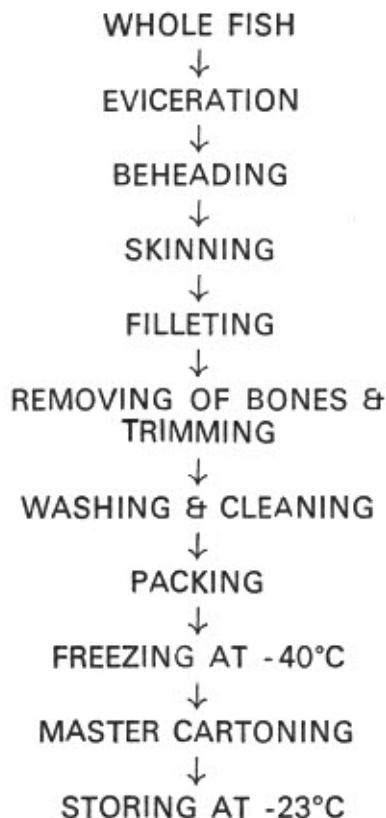 WHOLE FISH
↓
EVICERATION
↓
BEHEADING
↓
SKINNING
↓
FILLETING
↓
REMOVING OF BONES &
TRIMMING
↓
WASHING & CLEANING
↓
PACKING
↓
FREEZING AT -40°C
↓
MASTER CARTONING
↓
STORING AT -23°C